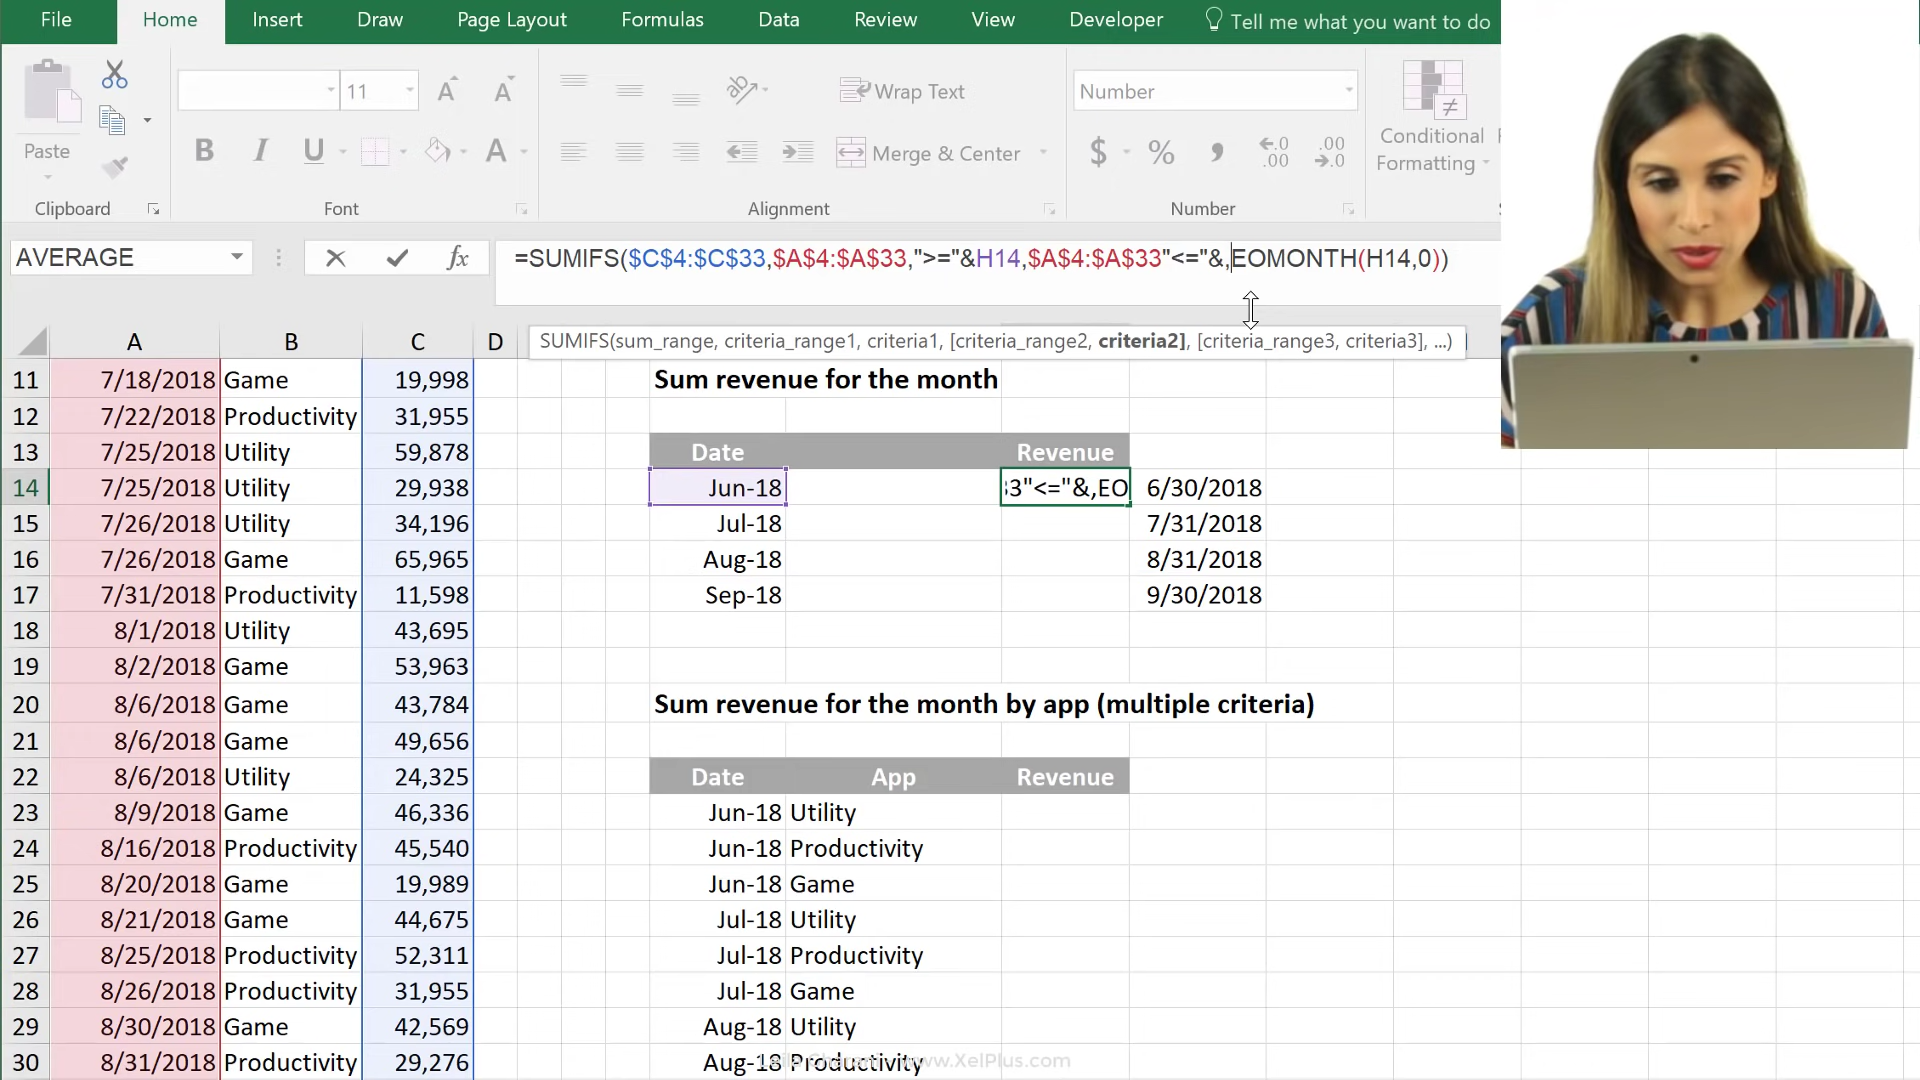 File Home Insert Draw Page Layout Formulas Data Review View Developer Tell me what you want to do
11 Wrap Text Number
Paste B I U A Merge & Center $ % Conditional Formatting
Clipboard Font Alignment Number
AVERAGE fx =SUMIFS($C$4:$C$33,$A$4:$A$33,">="&H14,$A$4:$A$33"<="&,EOMONTH(H14,0))
SUMIFS(sum_range, criteria_range1, criteria1, [criteria_range2, criteria2], [criteria_range3, criteria3], ...)
A B C D
11 7/18/2018 Game 19,998 Sum revenue for the month
12 7/22/2018 Productivity 31,955
13 7/25/2018 Utility 59,878 Date Revenue
14 7/25/2018 Utility 29,938 Jun-18 33"<="&,EO 6/30/2018
15 7/26/2018 Utility 34,196 Jul-18 7/31/2018
16 7/26/2018 Game 65,965 Aug-18 8/31/2018
17 7/31/2018 Productivity 11,598 Sep-18 9/30/2018
18 8/1/2018 Utility 43,695
19 8/2/2018 Game 53,963
20 8/6/2018 Game 43,784 Sum revenue for the month by app (multiple criteria)
21 8/6/2018 Game 49,656
22 8/6/2018 Utility 24,325 Date App Revenue
23 8/9/2018 Game 46,336 Jun-18 Utility
24 8/16/2018 Productivity 45,540 Jun-18 Productivity
25 8/20/2018 Game 19,989 Jun-18 Game
26 8/21/2018 Game 44,675 Jul-18 Utility
27 8/25/2018 Productivity 52,311 Jul-18 Productivity
28 8/26/2018 Productivity 31,955 Jul-18 Game
29 8/30/2018 Game 42,569 Aug-18 Utility
30 8/31/2018 Productivity 29,276 Aug-18 Productivity
www.XelPlus.com